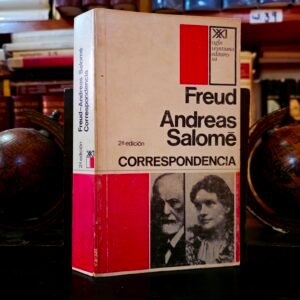 Freud-Andreas Salomé
Correspondencia
2ª edición
siglo
veintiuno
editores
sa
Freud
Andreas
Salomé
2ª edición
CORRESPONDENCIA